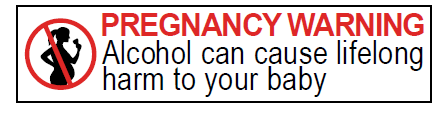 PREGNANCY WARNING
Alcohol can cause lifelong
harm to your baby